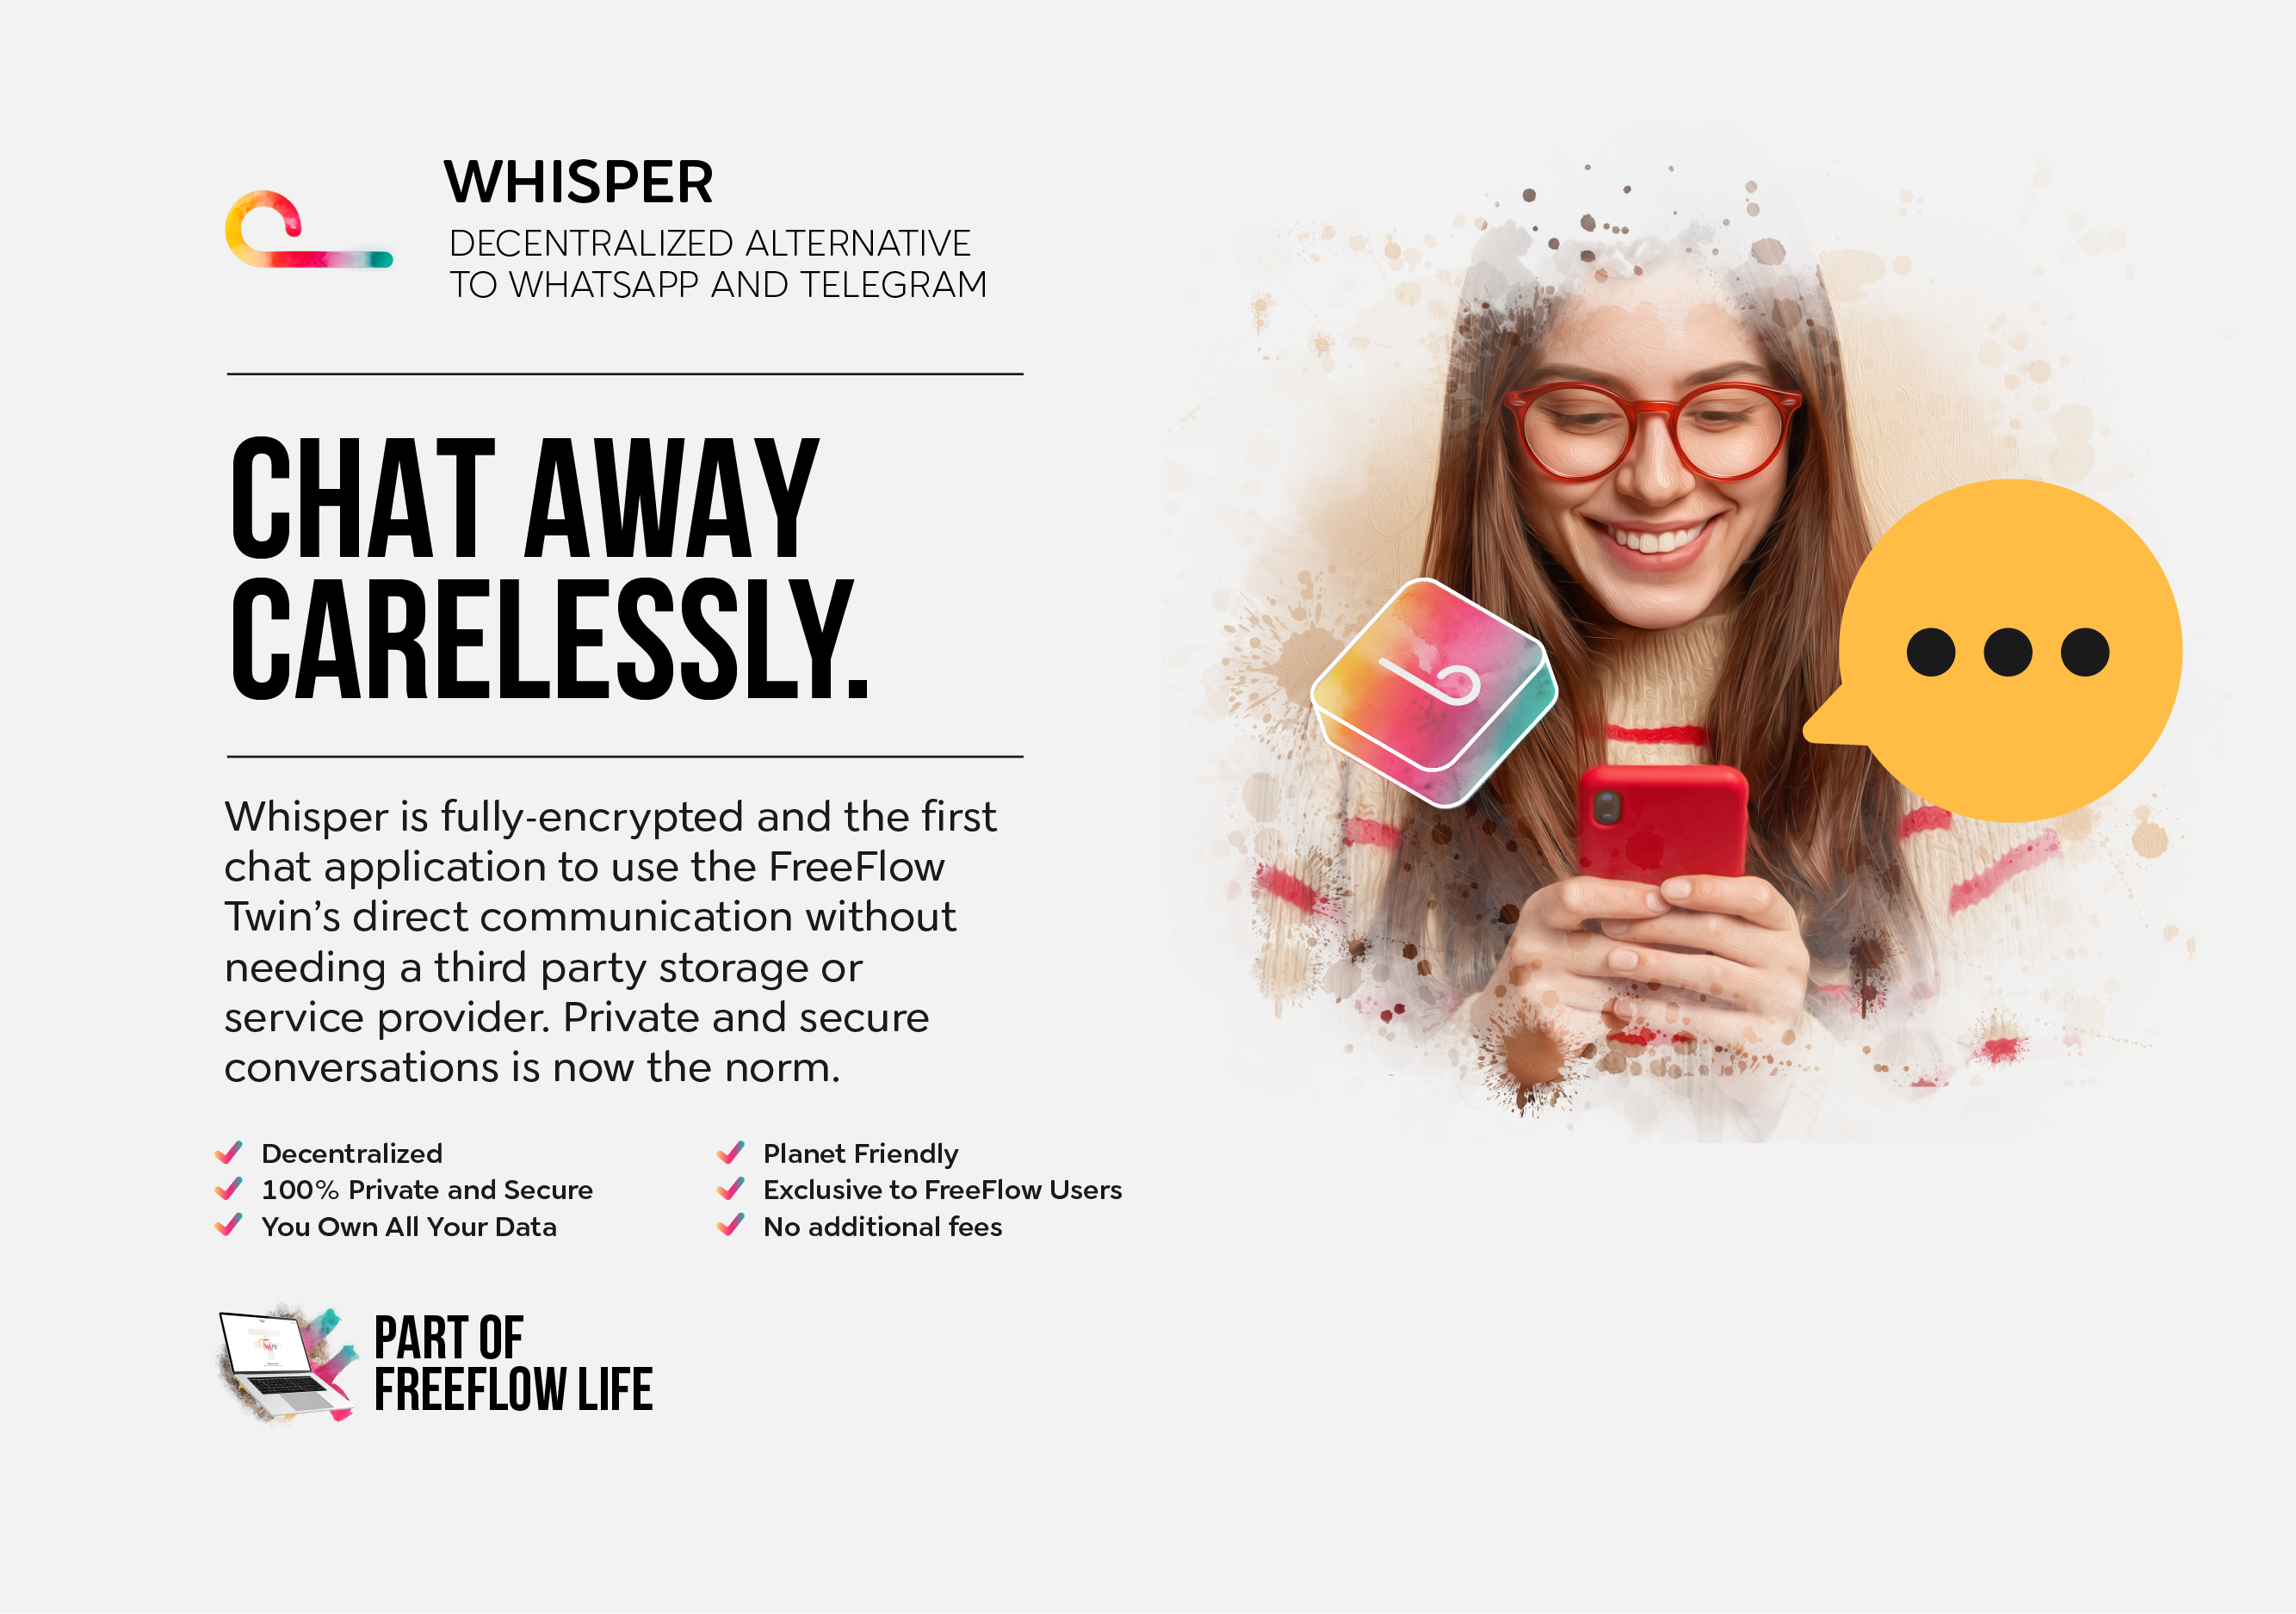 WHISPER
DECENTRALIZED ALTERNATIVE
TO WHATSAPP AND TELEGRAM
CHAT AWAY
CARELESSLY.
Whisper is fully-encrypted and the first
chat application to use the FreeFlow
Twin’s direct communication without
needing a third party storage or
service provider. Private and secure
conversations is now the norm.
Decentralized
100% Private and Secure
You Own All Your Data
Planet Friendly
Exclusive to FreeFlow Users
No additional fees
PART OF
FREEFLOW LIFE